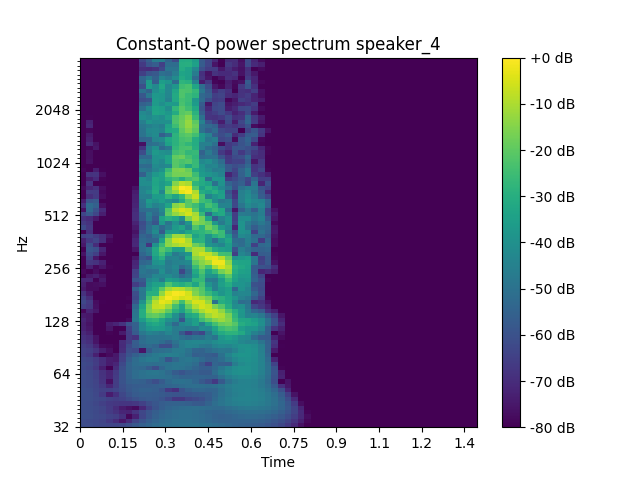 Constant-Q power spectrum speaker_4
Hz
2048
1024
512
256
128
64
32
0 0.15 0.3 0.45 0.6 0.75 0.9 1.1 1.2 1.4
Time
+0 dB
-10 dB
-20 dB
-30 dB
-40 dB
-50 dB
-60 dB
-70 dB
-80 dB